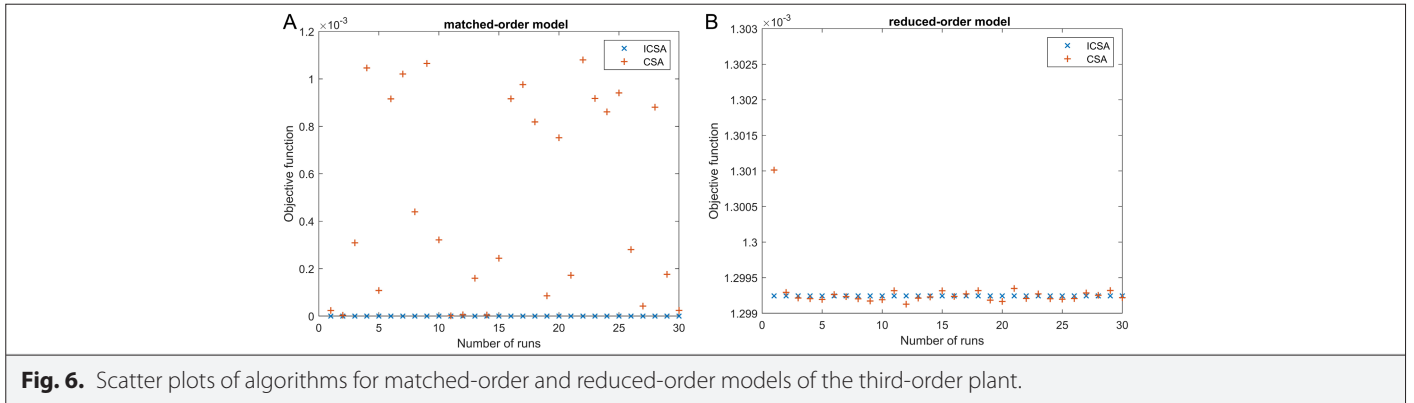 A
×10⁻³
matched-order model
1.2
1
0.8
0.6
0.4
0.2
0
0
5
10
15
20
25
30
Objective function
Number of runs
ICSA
CSA
B
×10⁻³
reduced-order model
1.303
1.3025
1.302
1.3015
1.301
1.3005
1.3
1.2995
1.299
0
5
10
15
20
25
30
Objective function
Number of runs
ICSA
CSA
Fig. 6. Scatter plots of algorithms for matched-order and reduced-order models of the third-order plant.